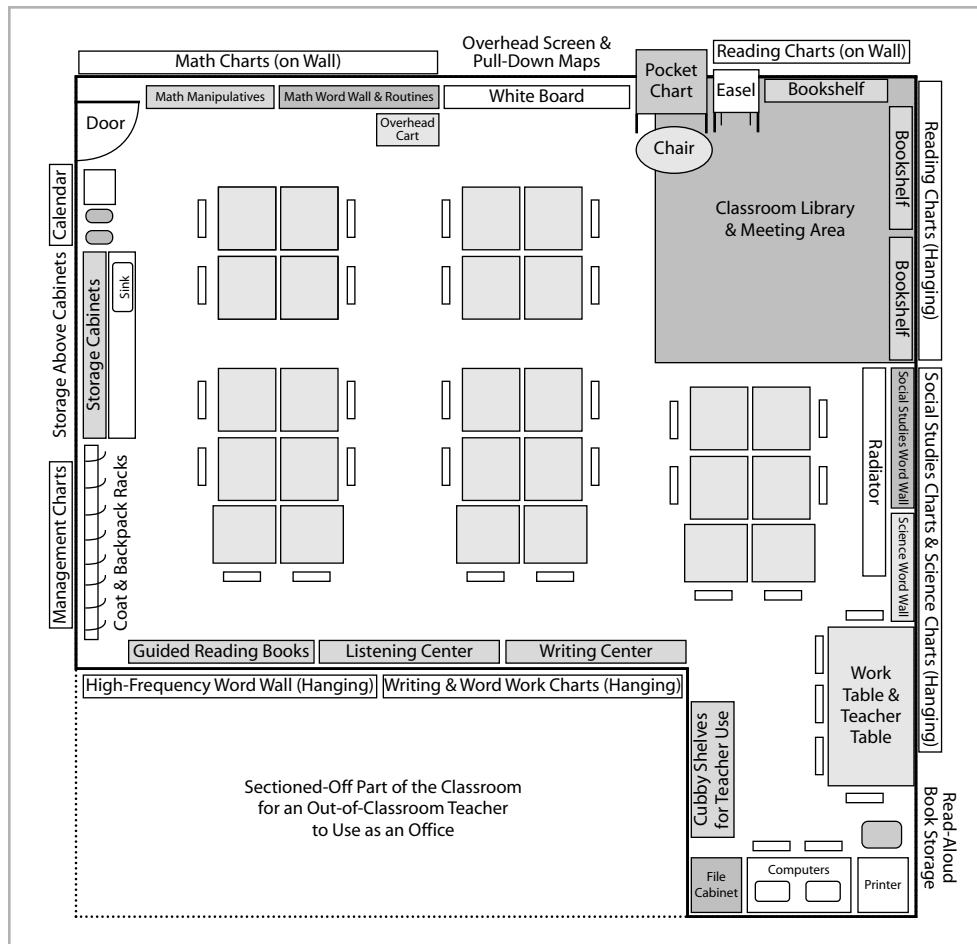 Math Charts (on Wall)
Overhead Screen &
Pull-Down Maps
Reading Charts (on Wall)
Pocket
Chart
Easel
Bookshelf
Math Manipulatives
Math Word Wall & Routines
White Board
Door
Overhead
Cart
Chair
Bookshelf
Reading Charts (Hanging)
Calendar
Classroom Library
& Meeting Area
Bookshelf
Storage Above Cabinets
Storage Cabinets
Sink
Social Studies Word Wall
Social Studies Charts & Science Charts (Hanging)
Radiator
Management Charts
Coat & Backpack Racks
Science Word Wall
Guided Reading Books
Listening Center
Writing Center
High-Frequency Word Wall (Hanging)
Writing & Word Work Charts (Hanging)
Work
Table &
Teacher
Table
Cubby Shelves
for Teacher Use
Sectioned-Off Part of the Classroom
for an Out-of-Classroom Teacher
to Use as an Office
Read-Aloud
Book Storage
File
Cabinet
Computers
Printer